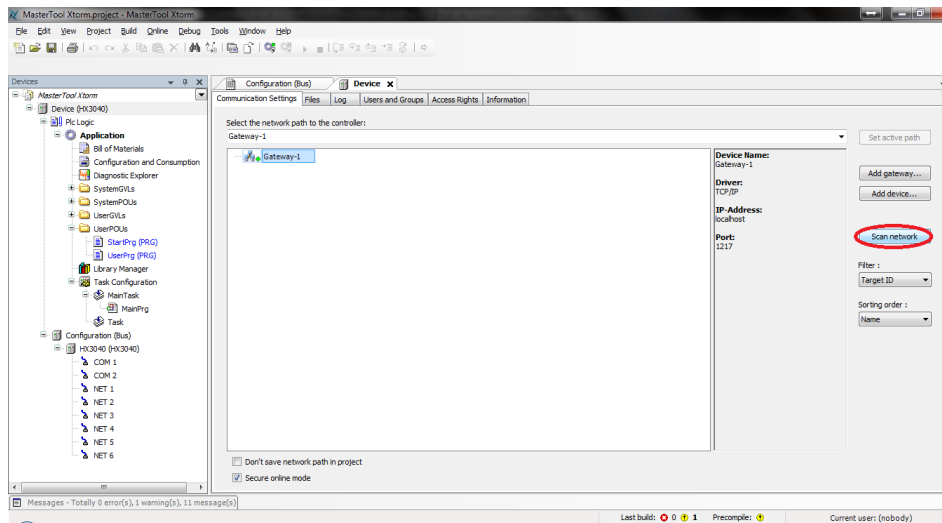 MasterTool Xtorm.project - MasterTool Xtorm
File Edit View Project Build Online Debug Tools Window Help
Devices
MasterTool Xtorm
Device (HX3040)
Plc Logic
Application
Bill of Materials
Configuration and Consumption
Diagnostic Explorer
SystemGVLs
SystemPOUs
UserGVLs
UserPOUs
StartPrg (PRG)
UserPrg (PRG)
Library Manager
Task Configuration
MainTask
MainPrg
Task
Configuration (Bus)
HX3040 (HX3040)
COM 1
COM 2
NET 1
NET 2
NET 3
NET 4
NET 5
NET 6
Configuration (Bus) Device X
Communication Settings Files Log Users and Groups Access Rights Information
Select the network path to the controller:
Gateway-1
Set active path
Gateway-1
Device Name:
Gateway-1
Driver:
TCP/IP
IP-Address:
localhost
Port:
1217
Add gateway...
Add device...
Scan network
Filter :
Target ID
Sorting order :
Name
Don't save network path in project
Secure online mode
Messages - Totally 0 error(s), 1 warning(s), 11 message(s)
Last build: 0 1 Precompile: Current user: (nobody)